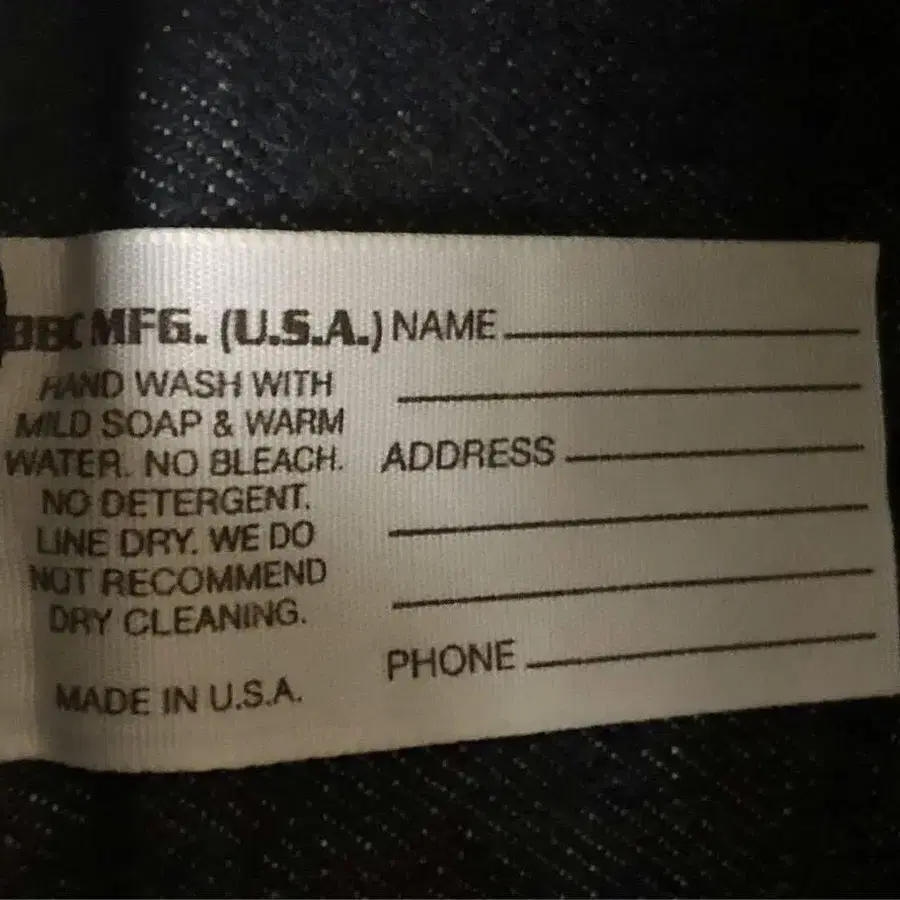 BBC MFG. (U.S.A.)
HAND WASH WITH
MILD SOAP & WARM
WATER. NO BLEACH.
NO DETERGENT.
LINE DRY. WE DO
NOT RECOMMEND
DRY CLEANING.
MADE IN U.S.A.
NAME
ADDRESS
PHONE